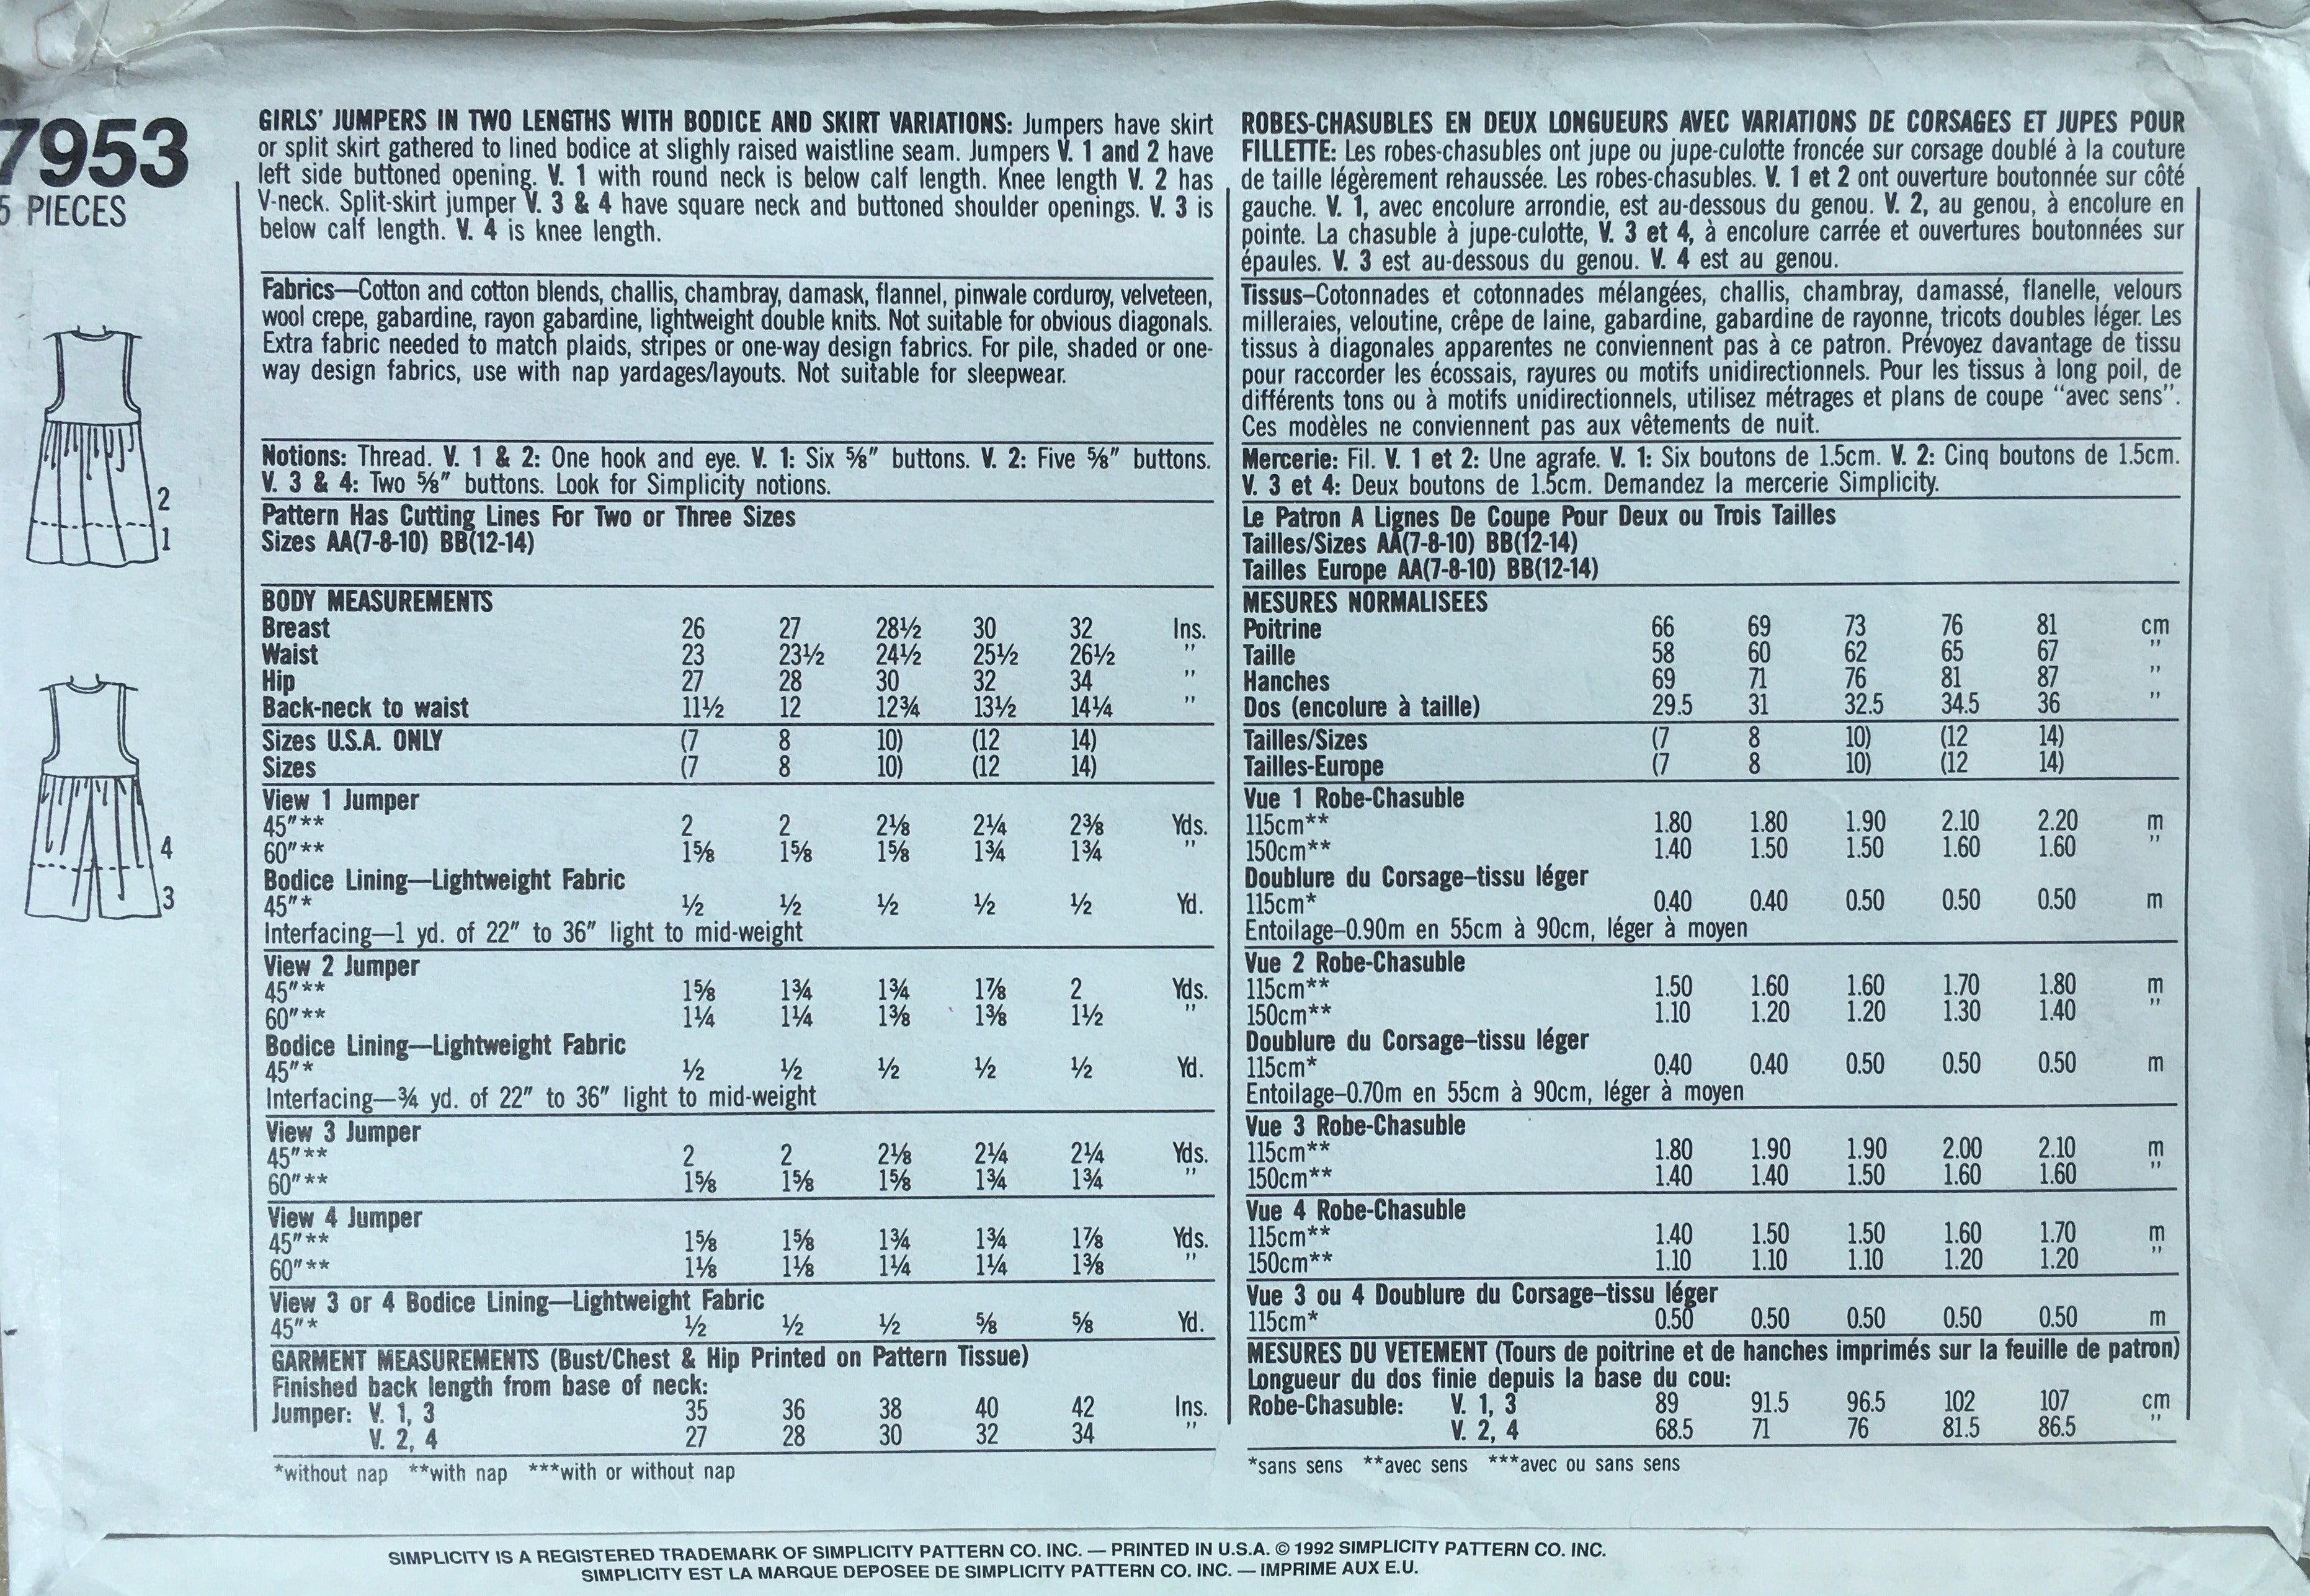 7953
5 PIECES
2
1
4
3
GIRLS' JUMPERS IN TWO LENGTHS WITH BODICE AND SKIRT VARIATIONS: Jumpers have skirt
or split skirt gathered to lined bodice at slighly raised waistline seam. Jumpers V. 1 and 2 have
left side buttoned opening. V. 1 with round neck is below calf length. Knee length V. 2 has
V-neck. Split-skirt jumper V. 3 & 4 have square neck and buttoned shoulder openings. V. 3 is
below calf length. V. 4 is knee length.
Fabrics—Cotton and cotton blends, challis, chambray, damask, flannel, pinwale corduroy, velveteen,
wool crepe, gabardine, rayon gabardine, lightweight double knits. Not suitable for obvious diagonals.
Extra fabric needed to match plaids, stripes or one-way design fabrics. For pile, shaded or one-
way design fabrics, use with nap yardages/layouts. Not suitable for sleepwear.
Notions: Thread. V. 1 & 2: One hook and eye. V. 1: Six ⅝" buttons. V. 2: Five ⅝" buttons.
V. 3 & 4: Two ⅝" buttons. Look for Simplicity notions.
Pattern Has Cutting Lines For Two or Three Sizes
Sizes AA(7-8-10) BB(12-14)
BODY MEASUREMENTS
Breast 26 27 28½ 30 32 Ins.
Waist 23 23½ 24½ 25½ 26½ "
Hip 27 28 30 32 34 "
Back-neck to waist 11½ 12 12¾ 13½ 14¼ "
Sizes U.S.A. ONLY (7 8 10) (12 14)
Sizes (7 8 10) (12 14)
View 1 Jumper
45"** 2 2 2⅛ 2¼ 2⅜ Yds.
60"** 1⅝ 1⅝ 1⅝ 1¾ 1¾ "
Bodice Lining—Lightweight Fabric
45"* ½ ½ ½ ½ ½ Yd.
Interfacing—1 yd. of 22" to 36" light to mid-weight
View 2 Jumper
45"** 1⅝ 1¾ 1¾ 1⅞ 2 Yds.
60"** 1¼ 1¼ 1⅜ 1⅜ 1½ "
Bodice Lining—Lightweight Fabric
45"* ½ ½ ½ ½ ½ Yd.
Interfacing—¾ yd. of 22" to 36" light to mid-weight
View 3 Jumper
45"** 2 2 2⅛ 2¼ 2¼ Yds.
60"** 1⅝ 1⅝ 1⅝ 1¾ 1¾ "
View 4 Jumper
45"** 1⅝ 1⅝ 1¾ 1¾ 1⅞ Yds.
60"** 1⅛ 1⅛ 1¼ 1¼ 1⅜ "
View 3 or 4 Bodice Lining—Lightweight Fabric
45"* ½ ½ ½ ⅝ ⅝ Yd.
GARMENT MEASUREMENTS (Bust/Chest & Hip Printed on Pattern Tissue)
Finished back length from base of neck:
Jumper: V. 1, 3 35 36 38 40 42 Ins.
V. 2, 4 27 28 30 32 34 "
*without nap **with nap ***with or without nap
ROBES-CHASUBLES EN DEUX LONGUEURS AVEC VARIATIONS DE CORSAGES ET JUPES POUR
FILLETTE: Les robes-chasubles ont jupe ou jupe-culotte froncée sur corsage doublé à la couture
de taille légèrement rehaussée. Les robes-chasubles. V. 1 et 2 ont ouverture boutonnée sur côté
gauche. V. 1, avec encolure arrondie, est au-dessous du genou. V. 2, au genou, à encolure en
pointe. La chasuble à jupe-culotte, V. 3 et 4, à encolure carrée et ouvertures boutonnées sur
épaules. V. 3 est au-dessous du genou. V. 4 est au genou.
Tissus–Cotonnades et cotonnades mélangées, challis, chambray, damassé, flanelle, velours
milleraies, veloutine, crêpe de laine, gabardine, gabardine de rayonne, tricots doubles léger. Les
tissus à diagonales apparentes ne conviennent pas à ce patron. Prévoyez davantage de tissu
pour raccorder les écossais, rayures ou motifs unidirectionnels. Pour les tissus à long poil, de
différents tons ou à motifs unidirectionnels, utilisez métrages et plans de coupe "avec sens".
Ces modèles ne conviennent pas aux vêtements de nuit.
Mercerie: Fil. V. 1 et 2: Une agrafe. V. 1: Six boutons de 1.5cm. V. 2: Cinq boutons de 1.5cm.
V. 3 et 4: Deux boutons de 1.5cm. Demandez la mercerie Simplicity.
Le Patron A Lignes De Coupe Pour Deux ou Trois Tailles
Tailles/Sizes AA(7-8-10) BB(12-14)
Tailles Europe AA(7-8-10) BB(12-14)
MESURES NORMALISEES
Poitrine 66 69 73 76 81 cm
Taille 58 60 62 65 67 "
Hanches 69 71 76 81 87 "
Dos (encolure à taille) 29.5 31 32.5 34.5 36 "
Tailles/Sizes (7 8 10) (12 14)
Tailles-Europe (7 8 10) (12 14)
Vue 1 Robe-Chasuble
115cm** 1.80 1.80 1.90 2.10 2.20 m
150cm** 1.40 1.50 1.50 1.60 1.60 "
Doublure du Corsage–tissu léger
115cm* 0.40 0.40 0.50 0.50 0.50 m
Entoilage–0.90m en 55cm à 90cm, léger à moyen
Vue 2 Robe-Chasuble
115cm** 1.50 1.60 1.60 1.70 1.80 m
150cm** 1.10 1.20 1.20 1.30 1.40 "
Doublure du Corsage–tissu léger
115cm* 0.40 0.40 0.50 0.50 0.50 m
Entoilage–0.70m en 55cm à 90cm, léger à moyen
Vue 3 Robe-Chasuble
115cm** 1.80 1.90 1.90 2.00 2.10 m
150cm** 1.40 1.40 1.50 1.60 1.60 "
Vue 4 Robe-Chasuble
115cm** 1.40 1.50 1.50 1.60 1.70 m
150cm** 1.10 1.10 1.10 1.20 1.20 "
Vue 3 ou 4 Doublure du Corsage–tissu léger
115cm* 0.50 0.50 0.50 0.50 0.50 m
MESURES DU VETEMENT (Tours de poitrine et de hanches imprimés sur la feuille de patron)
Longueur du dos finie depuis la base du cou:
Robe-Chasuble: V. 1, 3 89 91.5 96.5 102 107 cm
V. 2, 4 68.5 71 76 81.5 86.5 "
*sans sens **avec sens ***avec ou sans sens
SIMPLICITY IS A REGISTERED TRADEMARK OF SIMPLICITY PATTERN CO. INC. — PRINTED IN U.S.A. © 1992 SIMPLICITY PATTERN CO. INC.
SIMPLICITY EST LA MARQUE DEPOSEE DE SIMPLICITY PATTERN CO. INC. — IMPRIME AUX E.U.